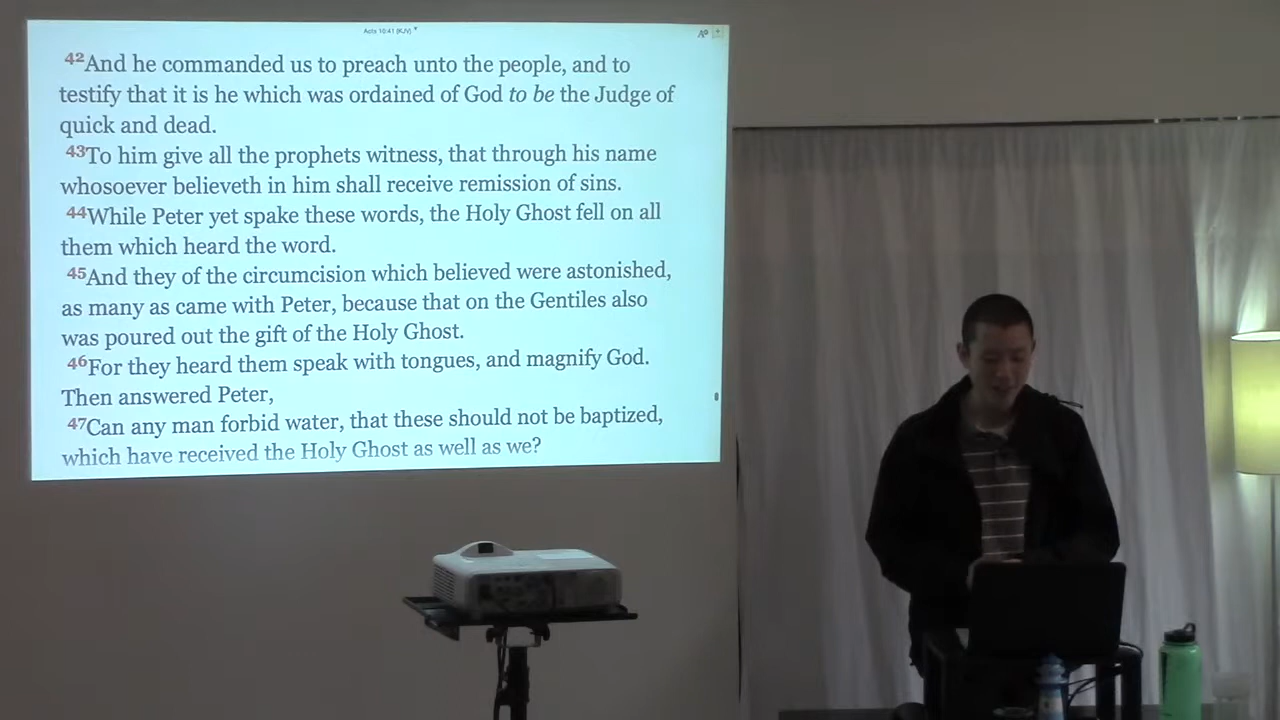 Acts 10:41 (KJV)
42And he commanded us to preach unto the people, and to
testify that it is he which was ordained of God to be the Judge of
quick and dead.
43To him give all the prophets witness, that through his name
whosoever believeth in him shall receive remission of sins.
44While Peter yet spake these words, the Holy Ghost fell on all
them which heard the word.
45And they of the circumcision which believed were astonished,
as many as came with Peter, because that on the Gentiles also
was poured out the gift of the Holy Ghost.
46For they heard them speak with tongues, and magnify God.
Then answered Peter,
47Can any man forbid water, that these should not be baptized,
which have received the Holy Ghost as well as we?